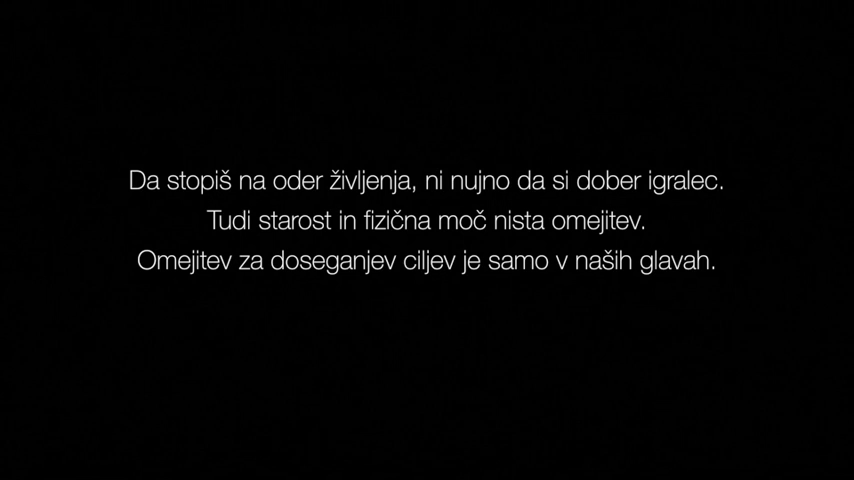 Da stopiš na oder življenja, ni nujno da si dober igralec.
Tudi starost in fizična moč nista omejitev.
Omejitev za doseganjev ciljev je samo v naših glavah.